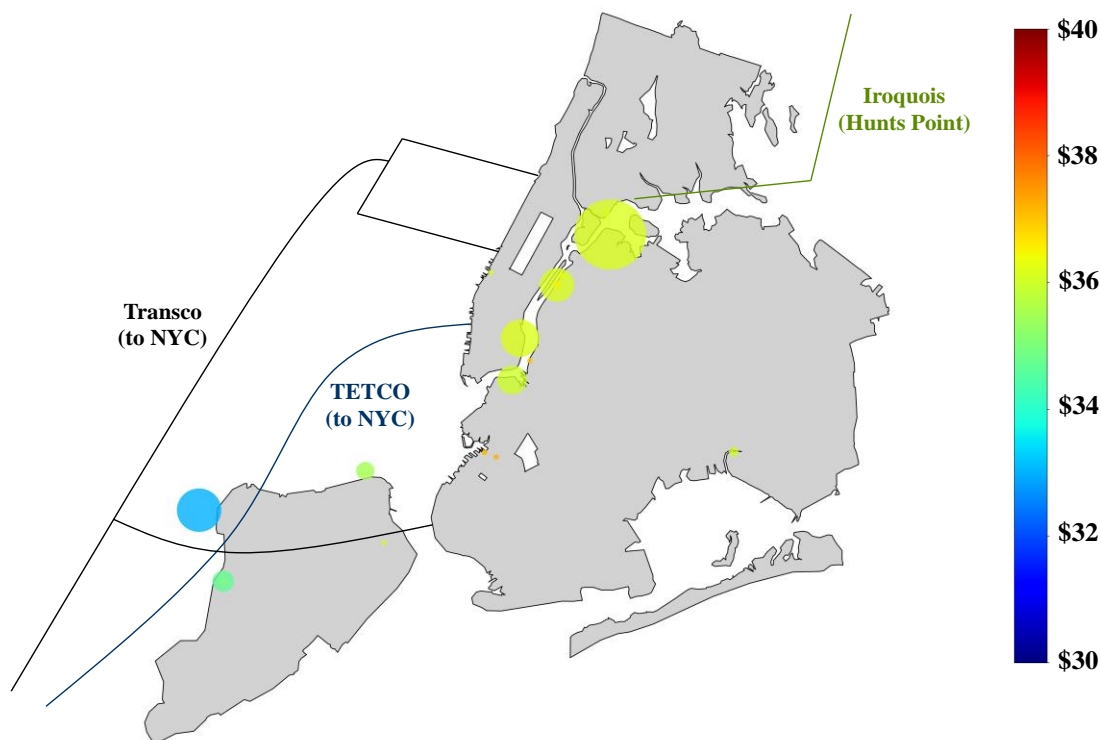 Iroquois
(Hunts Point)
Transco
(to NYC)
TETCO
(to NYC)
$40
$38
$36
$34
$32
$30